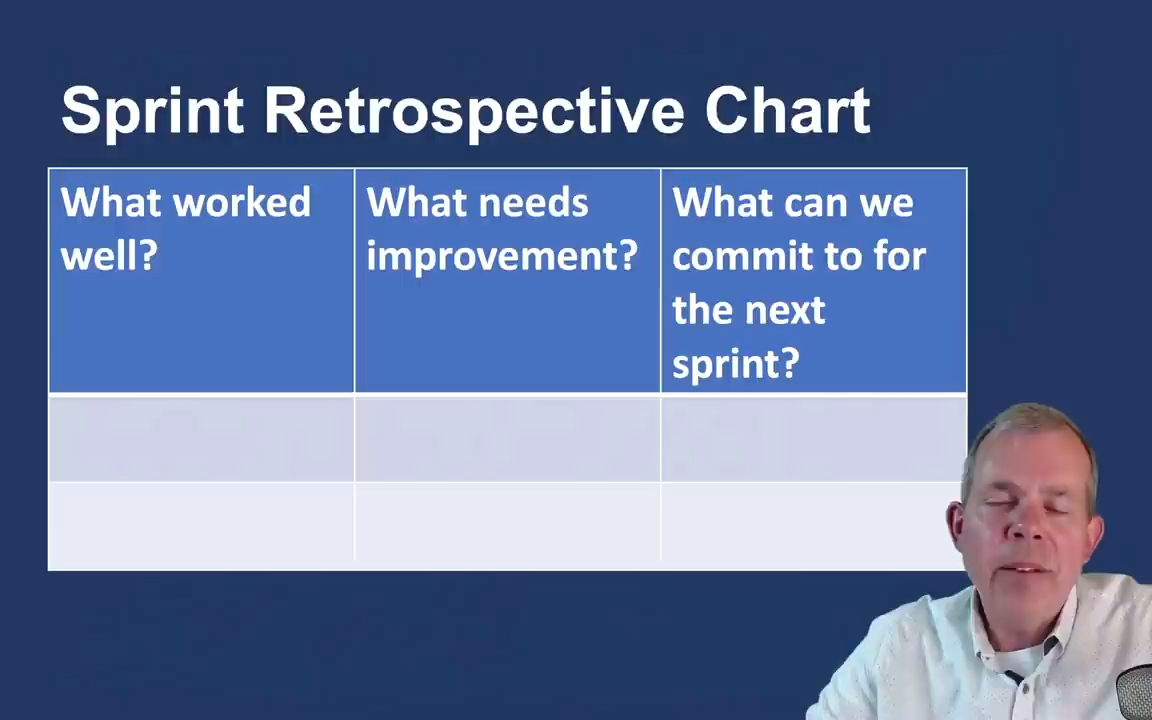 Sprint Retrospective Chart
What worked
well?
What needs
improvement?
What can we
commit to for
the next
sprint?